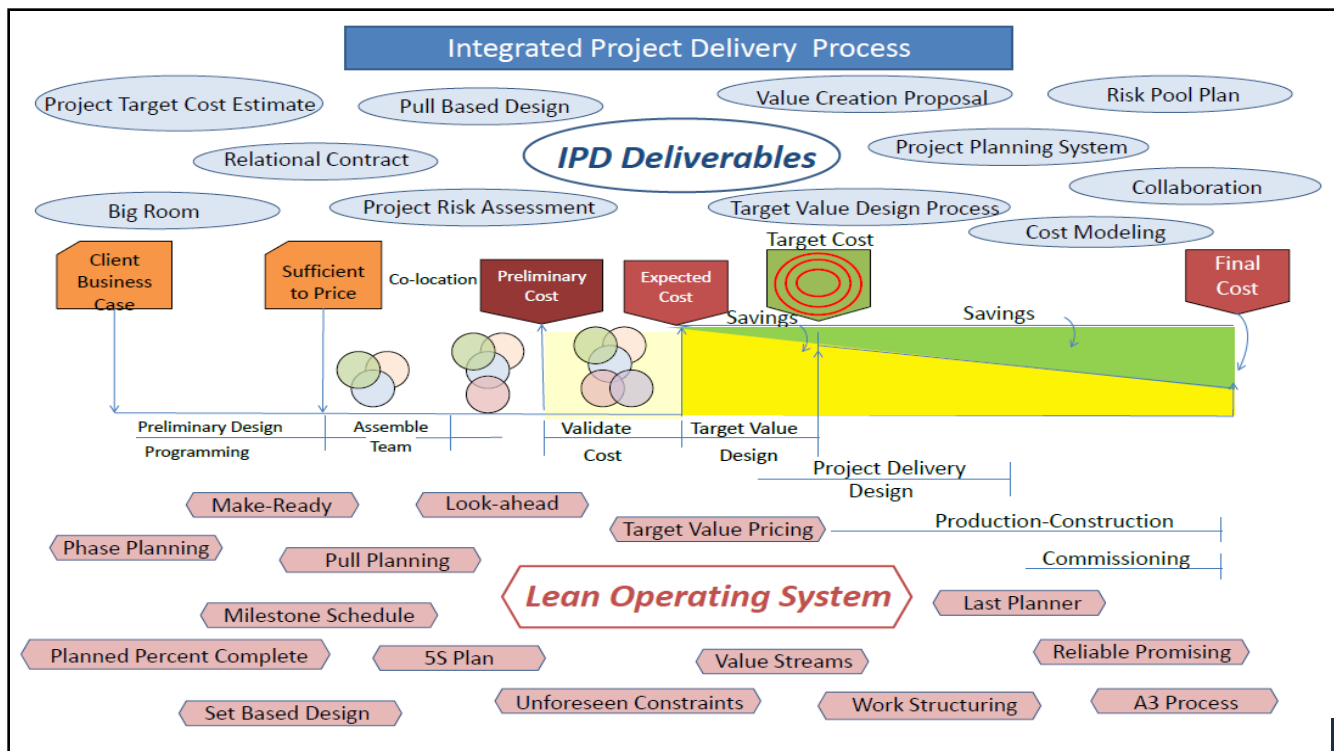 Integrated Project Delivery Process
Project Target Cost Estimate
Pull Based Design
Value Creation Proposal
Risk Pool Plan
Relational Contract
IPD Deliverables
Project Planning System
Collaboration
Big Room
Project Risk Assessment
Target Value Design Process
Cost Modeling
Client
Business
Case
Sufficient
to Price
Co-location
Preliminary
Cost
Expected
Cost
Target Cost
Final
Cost
Savings
Savings
Preliminary Design
Programming
Assemble
Team
Validate
Cost
Target Value
Design
Project Delivery
Design
Production-Construction
Commissioning
Make-Ready
Look-ahead
Target Value Pricing
Phase Planning
Pull Planning
Lean Operating System
Milestone Schedule
Last Planner
Planned Percent Complete
5S Plan
Value Streams
Reliable Promising
Set Based Design
Unforeseen Constraints
Work Structuring
A3 Process